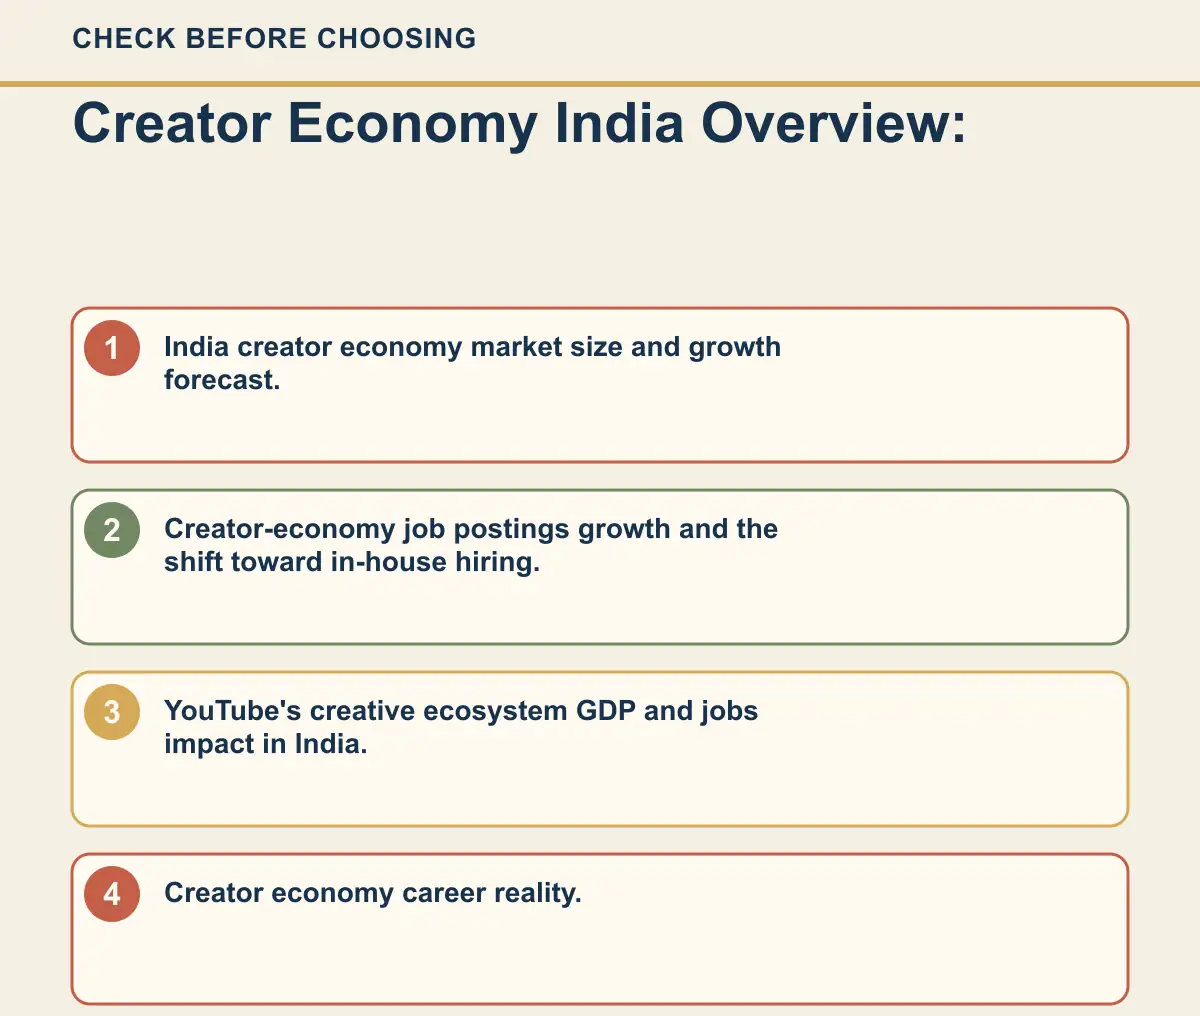 CHECK BEFORE CHOOSING
Creator Economy India Overview:
1
India creator economy market size and growth
forecast.
2
Creator-economy job postings growth and the
shift toward in-house hiring.
3
YouTube's creative ecosystem GDP and jobs
impact in India.
4
Creator economy career reality.